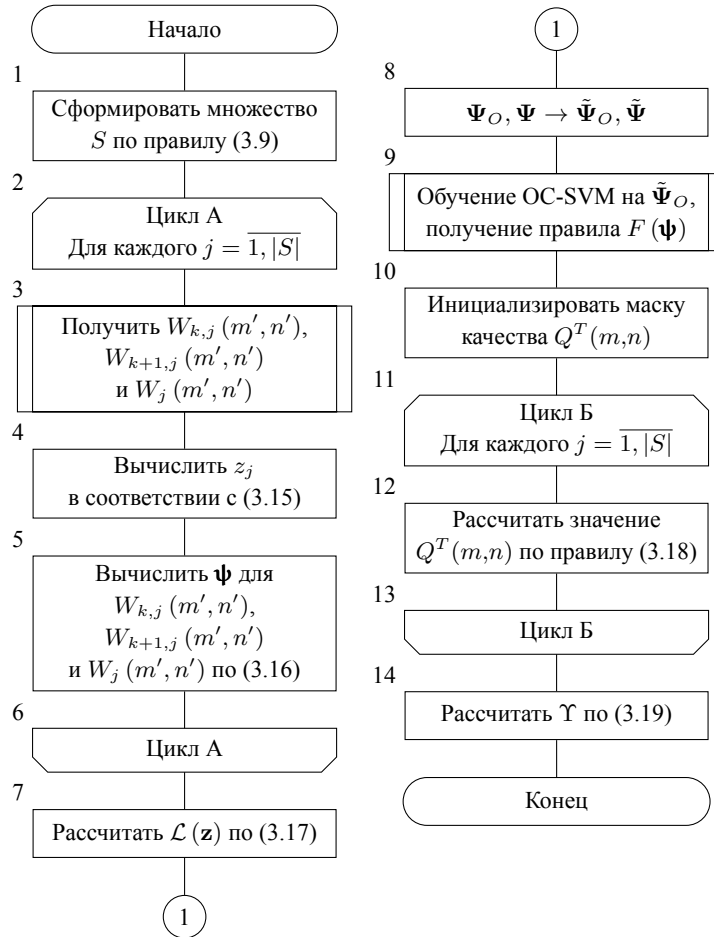 Начало
1
Сформировать множество
S по правилу (3.9)
2
Цикл А
Для каждого j = \overline{1, |S|}
3
Получить W_{k,j} (m′, n′),
W_{k+1,j} (m′, n′)
и W_j (m′, n′)
4
Вычислить z_j
в соответствии с (3.15)
5
Вычислить ψ для
W_{k,j} (m′, n′),
W_{k+1,j} (m′, n′)
и W_j (m′, n′) по (3.16)
6
Цикл А
7
Рассчитать ℒ (z) по (3.17)
1
1
8
Ψ_O, Ψ → Ψ̃_O, Ψ̃
9
Обучение OC-SVM на Ψ̃_O,
получение правила F (ψ)
10
Инициализировать маску
качества Q^T (m,n)
11
Цикл Б
Для каждого j = \overline{1, |S|}
12
Рассчитать значение
Q^T (m,n) по правилу (3.18)
13
Цикл Б
14
Рассчитать ϒ по (3.19)
Конец